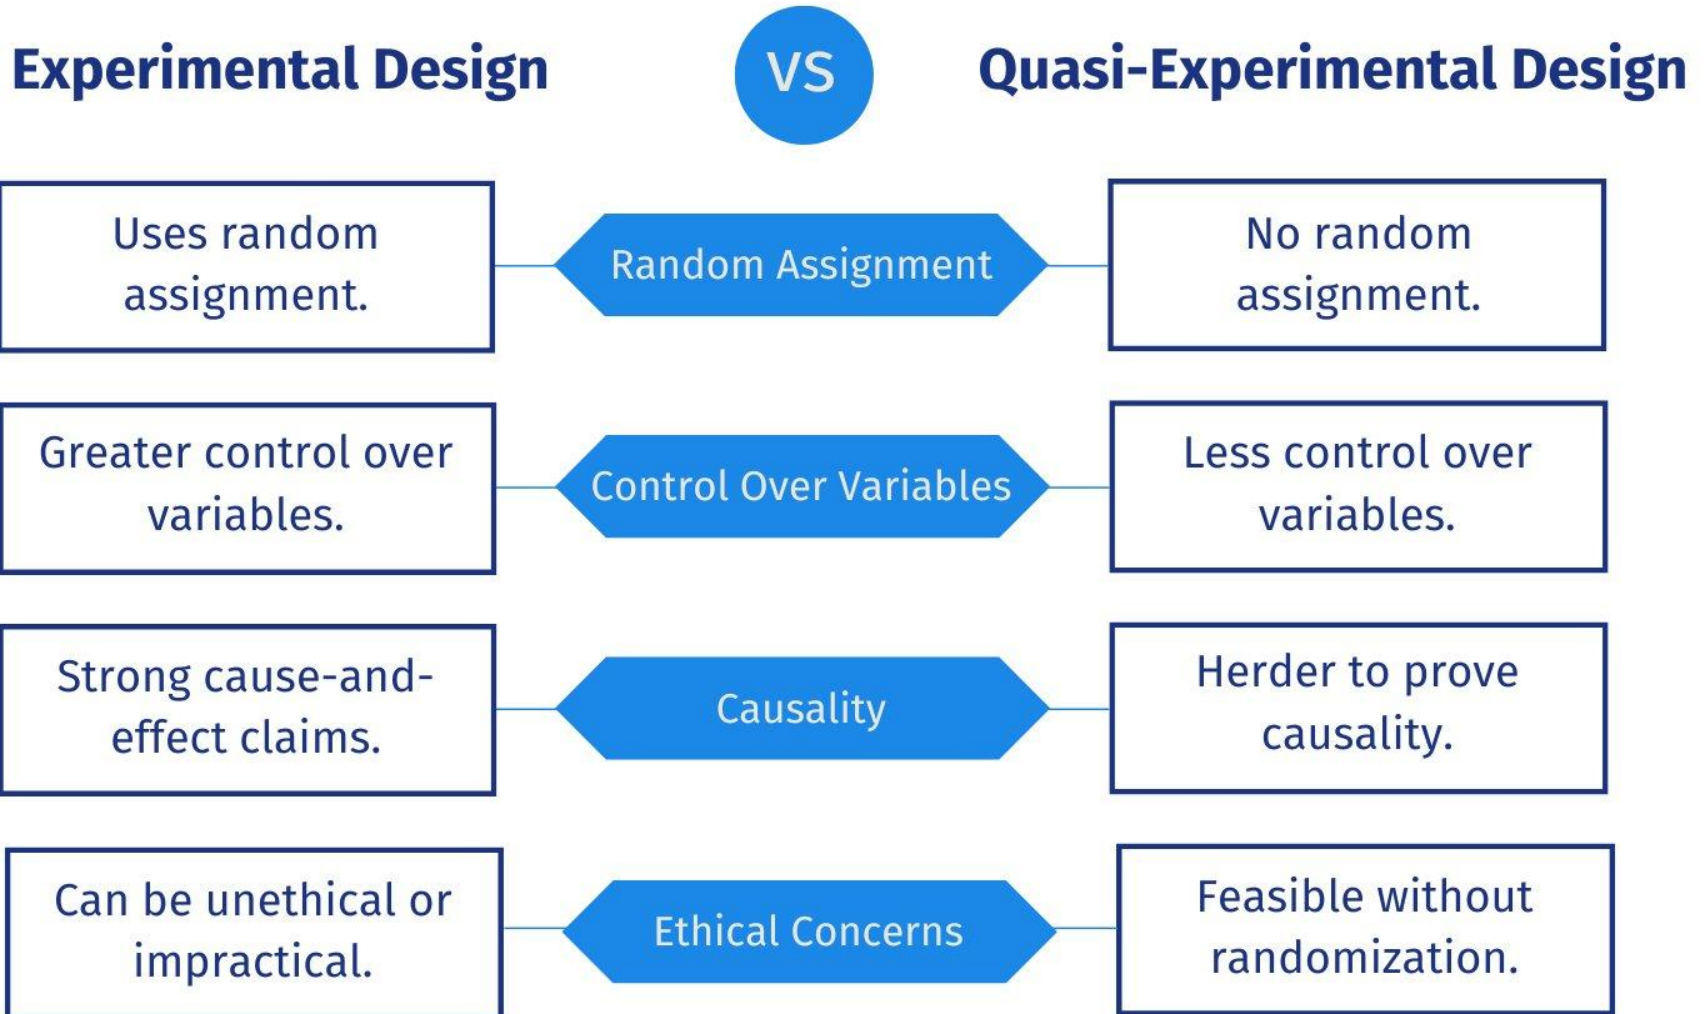 Experimental Design
VS
Quasi-Experimental Design
Uses random
assignment.
Random Assignment
No random
assignment.
Greater control over
variables.
Control Over Variables
Less control over
variables.
Strong cause-and-
effect claims.
Causality
Herder to prove
causality.
Can be unethical or
impractical.
Ethical Concerns
Feasible without
randomization.